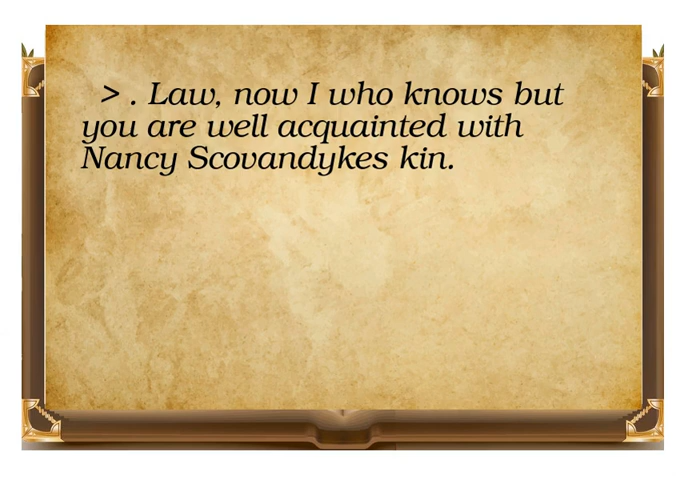 > . Law, now I who knows but
you are well acquainted with
Nancy Scovandykes kin.